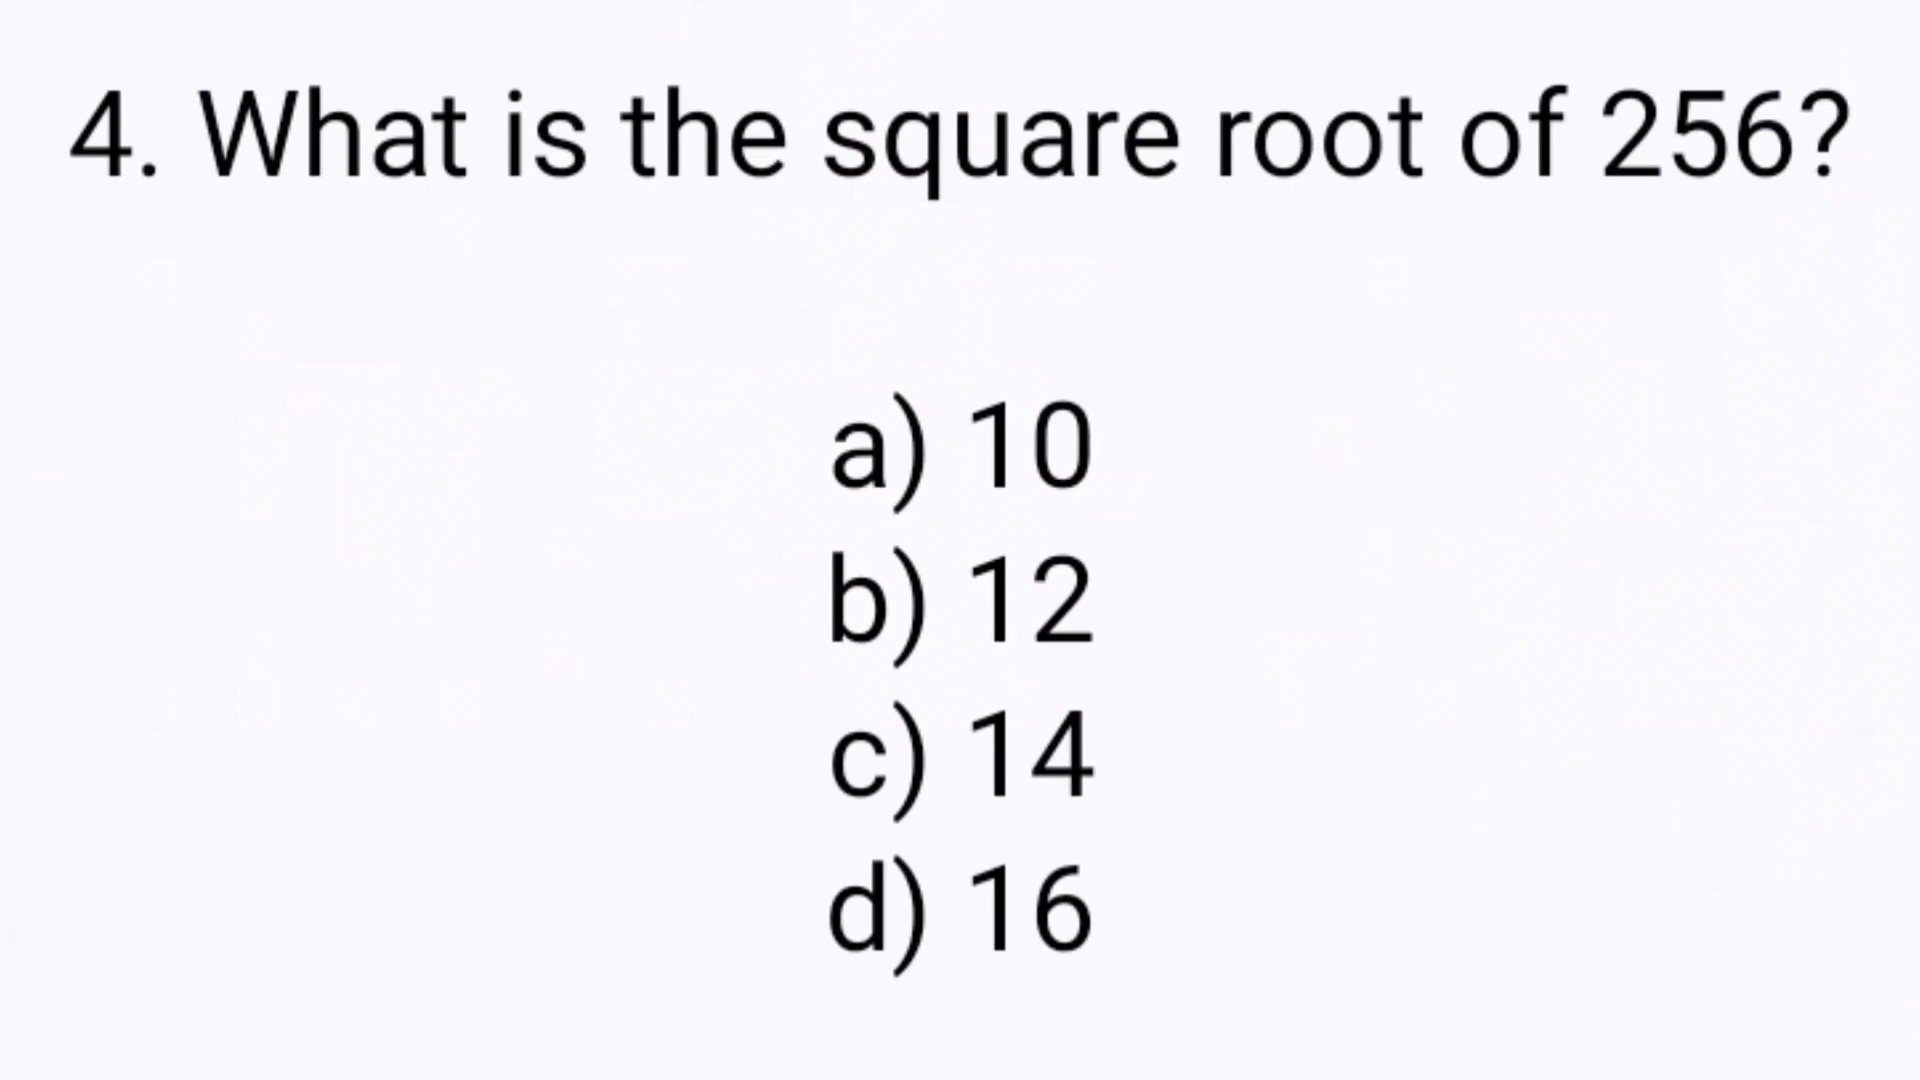 4. What is the square root of 256?
a) 10
b) 12
c) 14
d) 16